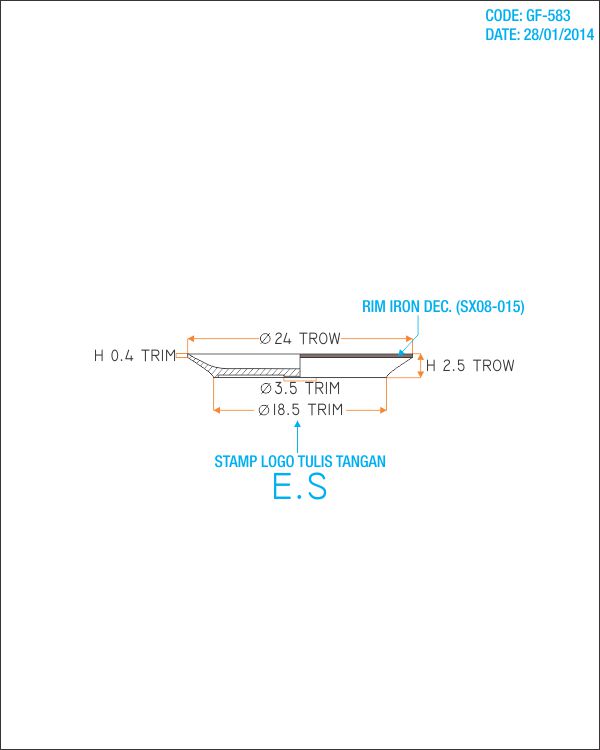 CODE: GF-583
DATE: 28/01/2014
RIM IRON DEC. (SX08-015)
∅ 24 TROW
H 0.4 TRIM
H 2.5 TROW
∅3.5 TRIM
∅18.5 TRIM
STAMP LOGO TULIS TANGAN
E.S